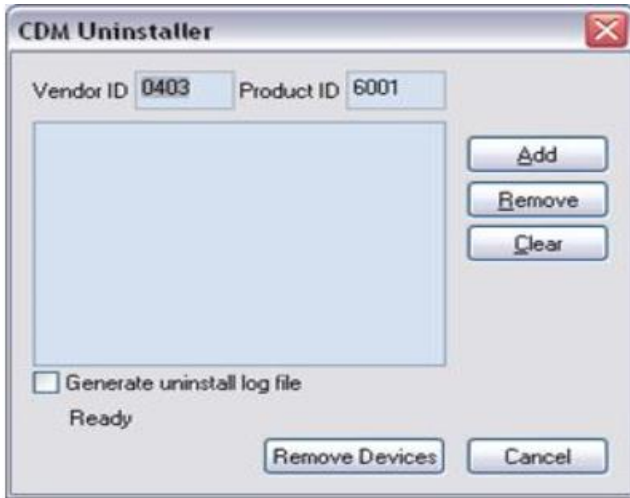 CDM Uninstaller
Vendor ID 0403 Product ID 6001
Add
Remove
Clear
Generate uninstall log file
Ready
Remove Devices Cancel